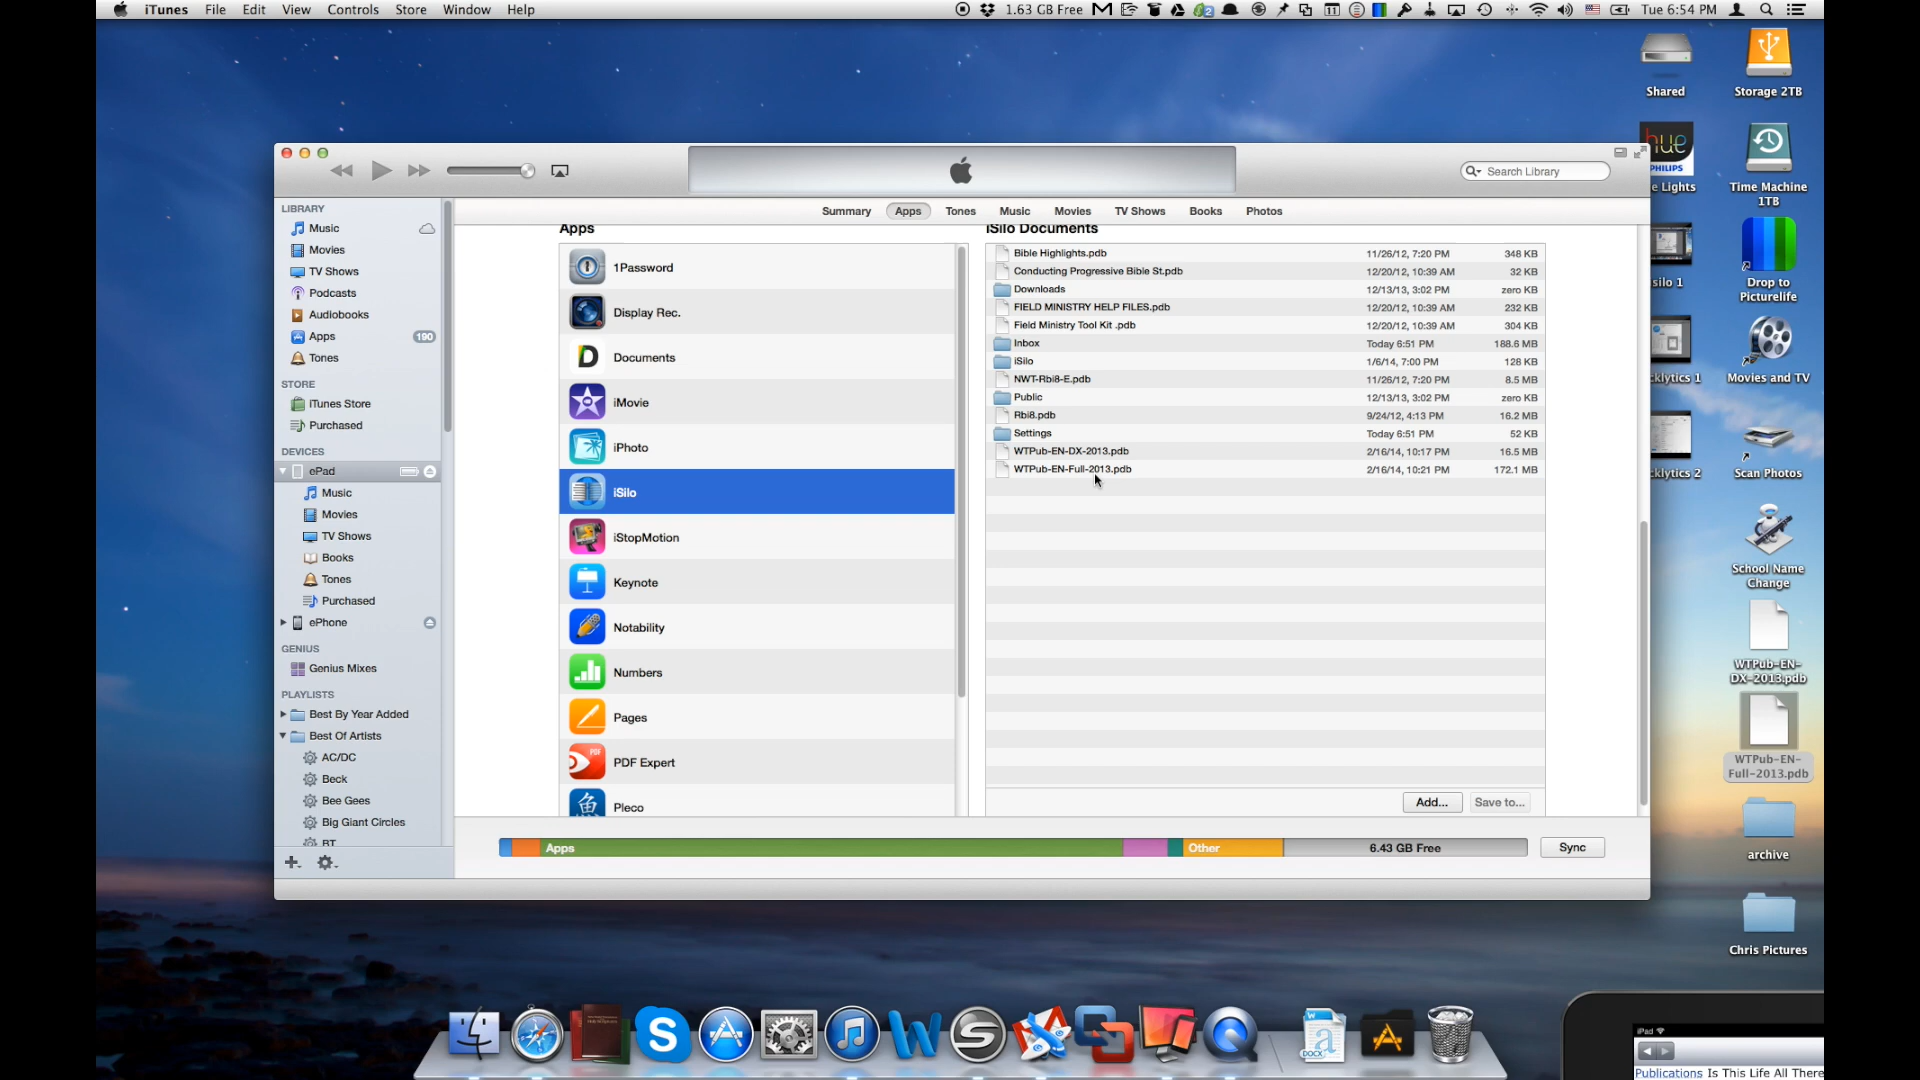 iTunes File Edit View Controls Store Window Help
1.63 GB Free
Tue 6:54 PM
Shared
Storage 2TB
hue
PHILIPS
e Lights
Time Machine
1TB
isilo 1
Drop to
Picturelife
cklytics 1
Movies and TV
cklytics 2
Scan Photos
School Name
Change
WTPub-EN-
DX-2013.pdb
WTPub-EN-
Full-2013.pdb
archive
Chris Pictures
Search Library
Summary Apps Tones Music Movies TV Shows Books Photos
LIBRARY
Music
Movies
TV Shows
Podcasts
Audiobooks
Apps 190
Tones
STORE
iTunes Store
Purchased
DEVICES
ePad
Music
Movies
TV Shows
Books
Tones
Purchased
ePhone
GENIUS
Genius Mixes
PLAYLISTS
Best By Year Added
Best Of Artists
AC/DC
Beck
Bee Gees
Big Giant Circles
BT
Apps
1Password
Display Rec.
Documents
iMovie
iPhoto
iSilo
iStopMotion
Keynote
Notability
Numbers
Pages
PDF Expert
Pleco
iSilo Documents
Bible Highlights.pdb 11/26/12, 7:20 PM 348 KB
Conducting Progressive Bible St.pdb 12/20/12, 10:39 AM 32 KB
Downloads 12/13/13, 3:02 PM zero KB
FIELD MINISTRY HELP FILES.pdb 12/20/12, 10:39 AM 232 KB
Field Ministry Tool Kit .pdb 12/20/12, 10:39 AM 304 KB
Inbox Today 6:51 PM 188.6 MB
iSilo 1/6/14, 7:00 PM 128 KB
NWT-Rbi8-E.pdb 11/26/12, 7:20 PM 8.5 MB
Public 12/13/13, 3:02 PM zero KB
Rbi8.pdb 9/24/12, 4:13 PM 16.2 MB
Settings Today 6:51 PM 52 KB
WTPub-EN-DX-2013.pdb 2/16/14, 10:17 PM 16.5 MB
WTPub-EN-Full-2013.pdb 2/16/14, 10:21 PM 172.1 MB
Add... Save to...
Apps Other 6.43 GB Free Sync
DOCX
iPad
Publications Is This Life All There